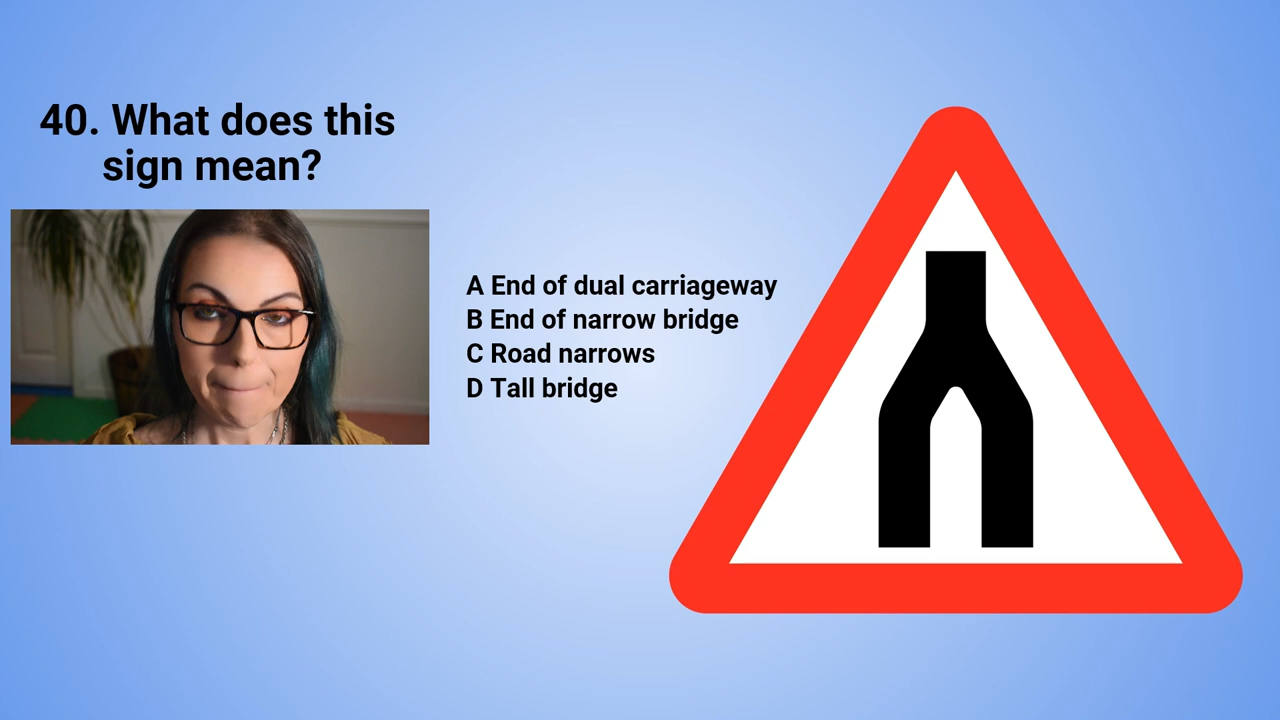 40. What does this
sign mean?
A End of dual carriageway
B End of narrow bridge
C Road narrows
D Tall bridge